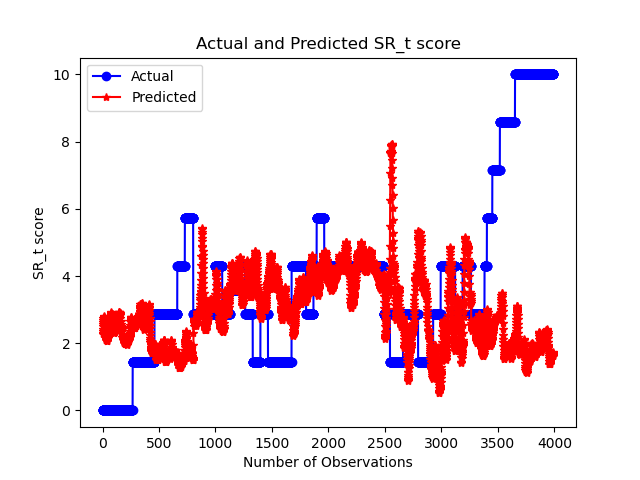 Actual and Predicted SR_t score
Actual
Predicted
SR_t score
10
8
6
4
2
0
0 500 1000 1500 2000 2500 3000 3500 4000
Number of Observations